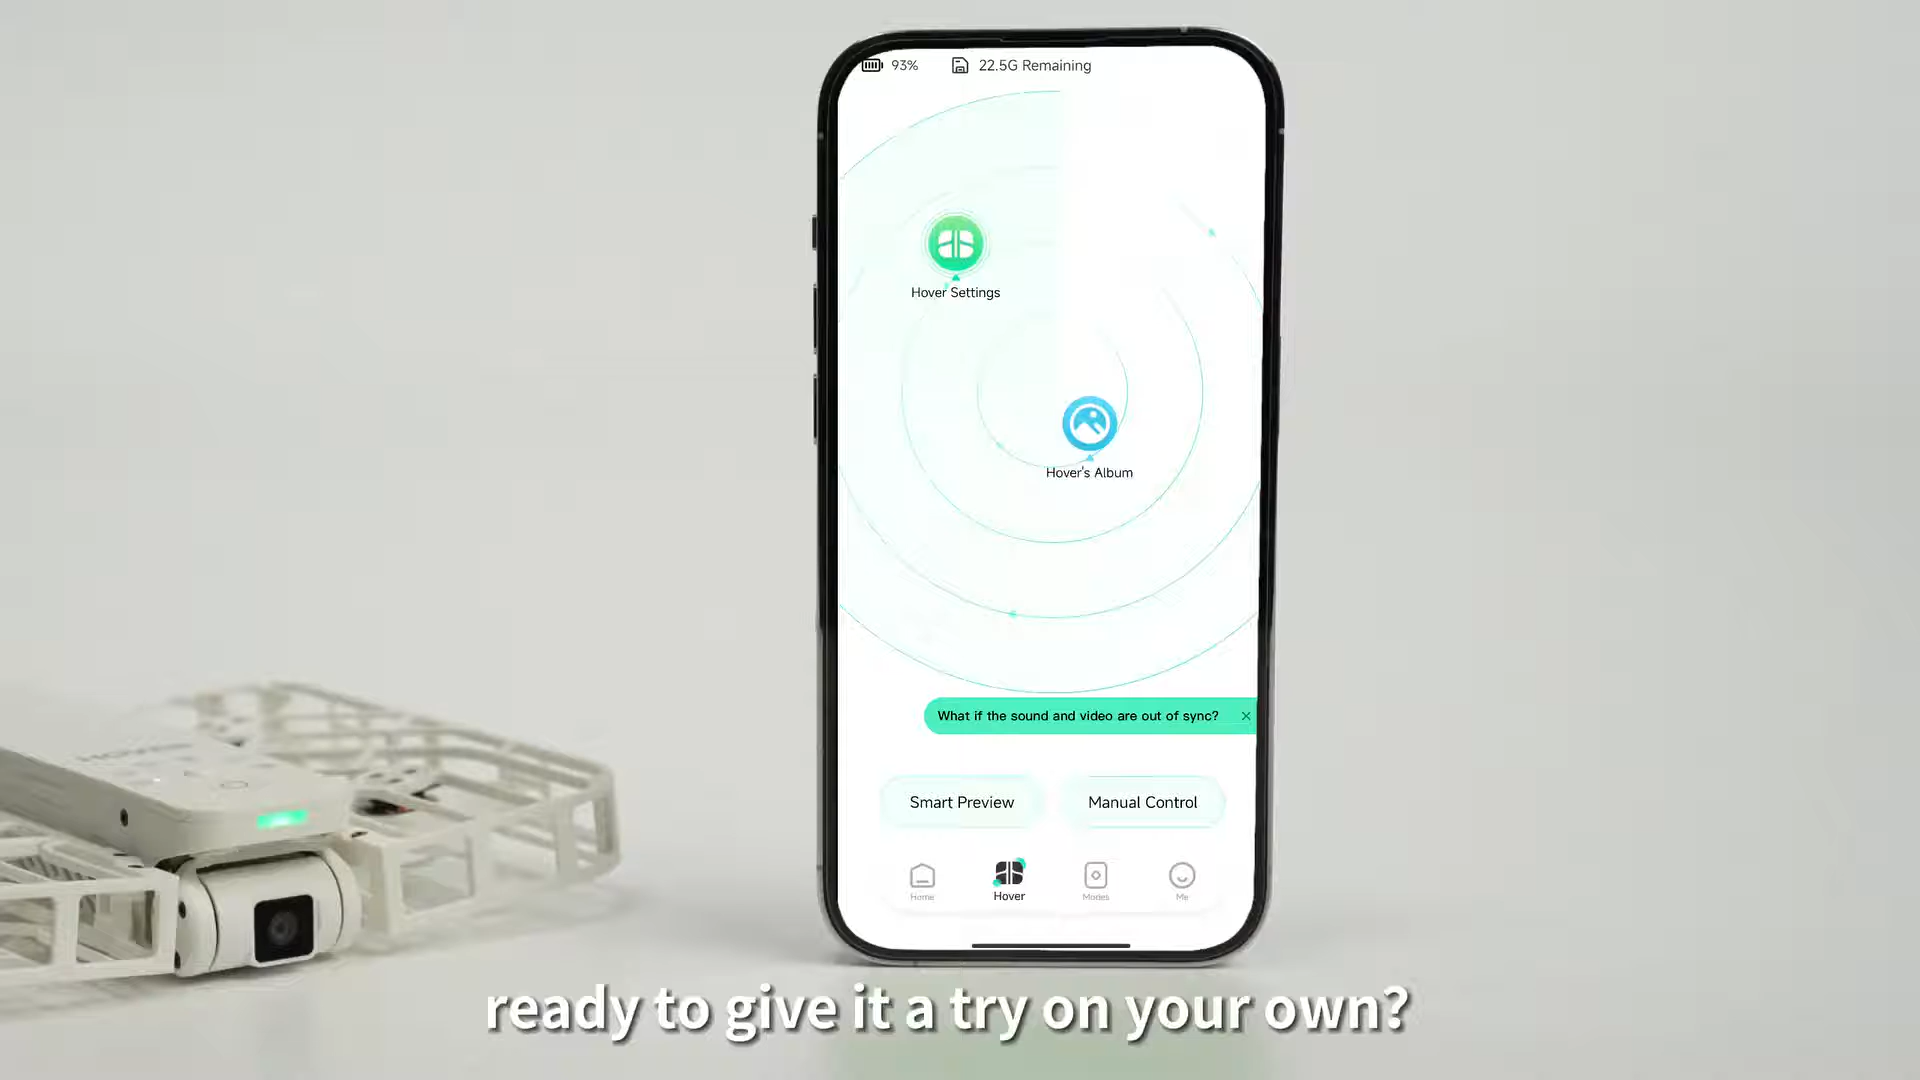 93%
22.5G Remaining
Hover Settings
Hover's Album
What if the sound and video are out of sync?
Smart Preview
Manual Control
Home
Hover
Modes
Me
ready to give it a try on your own?